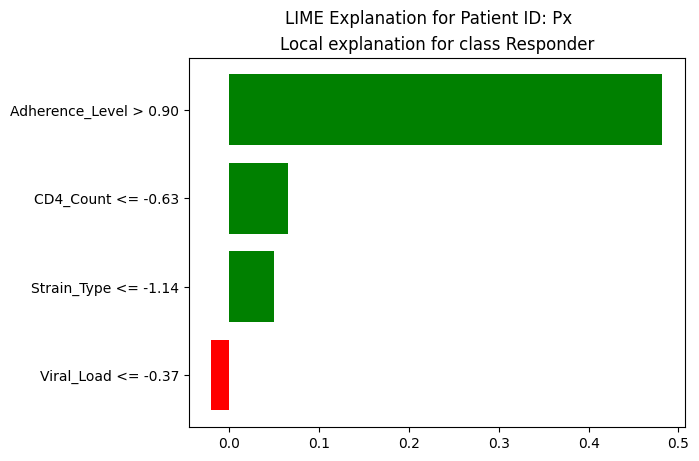 LIME Explanation for Patient ID: Px
Local explanation for class Responder
Adherence_Level > 0.90
CD4_Count <= -0.63
Strain_Type <= -1.14
Viral_Load <= -0.37
0.0 0.1 0.2 0.3 0.4 0.5